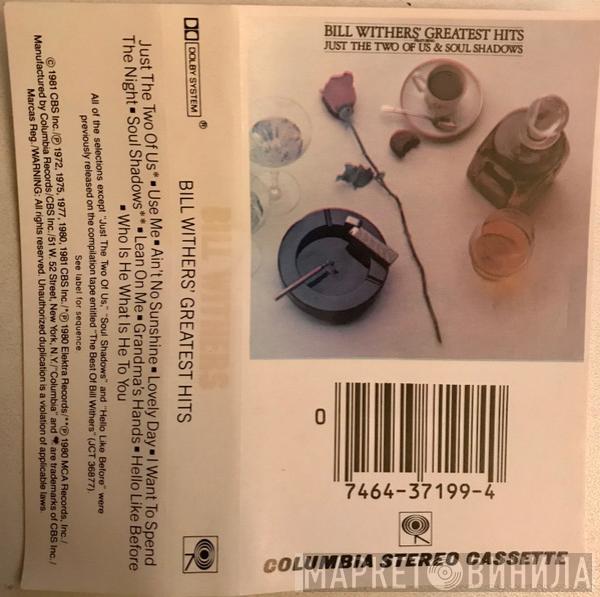 BILL WITHERS' GREATEST HITS
FEATURING
JUST THE TWO OF US & SOUL SHADOWS
0
7464-37199-4
COLUMBIA STEREO CASSETTE
DOLBY SYSTEM ®
BILL WITHERS' GREATEST HITS
Just The Two Of Us* ▪ Use Me ▪ Ain't No Sunshine ▪ Lovely Day ▪ I Want To Spend
The Night ▪ Soul Shadows** ▪ Lean On Me ▪ Grandma's Hands ▪ Hello Like Before
▪ Who Is He What Is He To You
All of the selections except "Just The Two Of Us," "Soul Shadows" and "Hello Like Before" were
previously released on the compilation tape entitled "The Best Of Bill Withers" (JCT 36877).
See label for sequence
© 1981 CBS Inc./℗ 1972, 1975, 1977, 1980, 1981 CBS Inc./*℗ 1980 Elektra Records/**℗ 1980 MCA Records, Inc./
Manufactured by Columbia Records/CBS Inc./51 W. 52 Street, New York, N.Y./"Columbia" and are trademarks of CBS Inc./
Marcas Reg./WARNING: All rights reserved. Unauthorized duplication is a violation of applicable laws.
МАРКЕТ ВИНИЛА